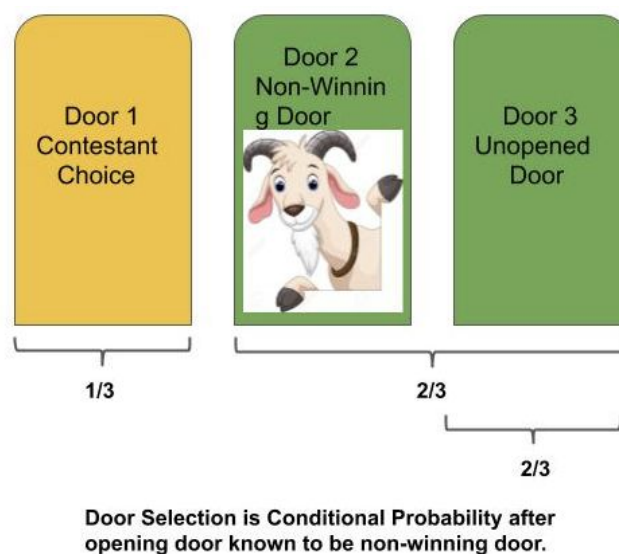 Door 1
Contestant
Choice
Door 2
Non-Winnin
g Door
Door 3
Unopened
Door
1/3
2/3
2/3
Door Selection is Conditional Probability after
opening door known to be non-winning door.